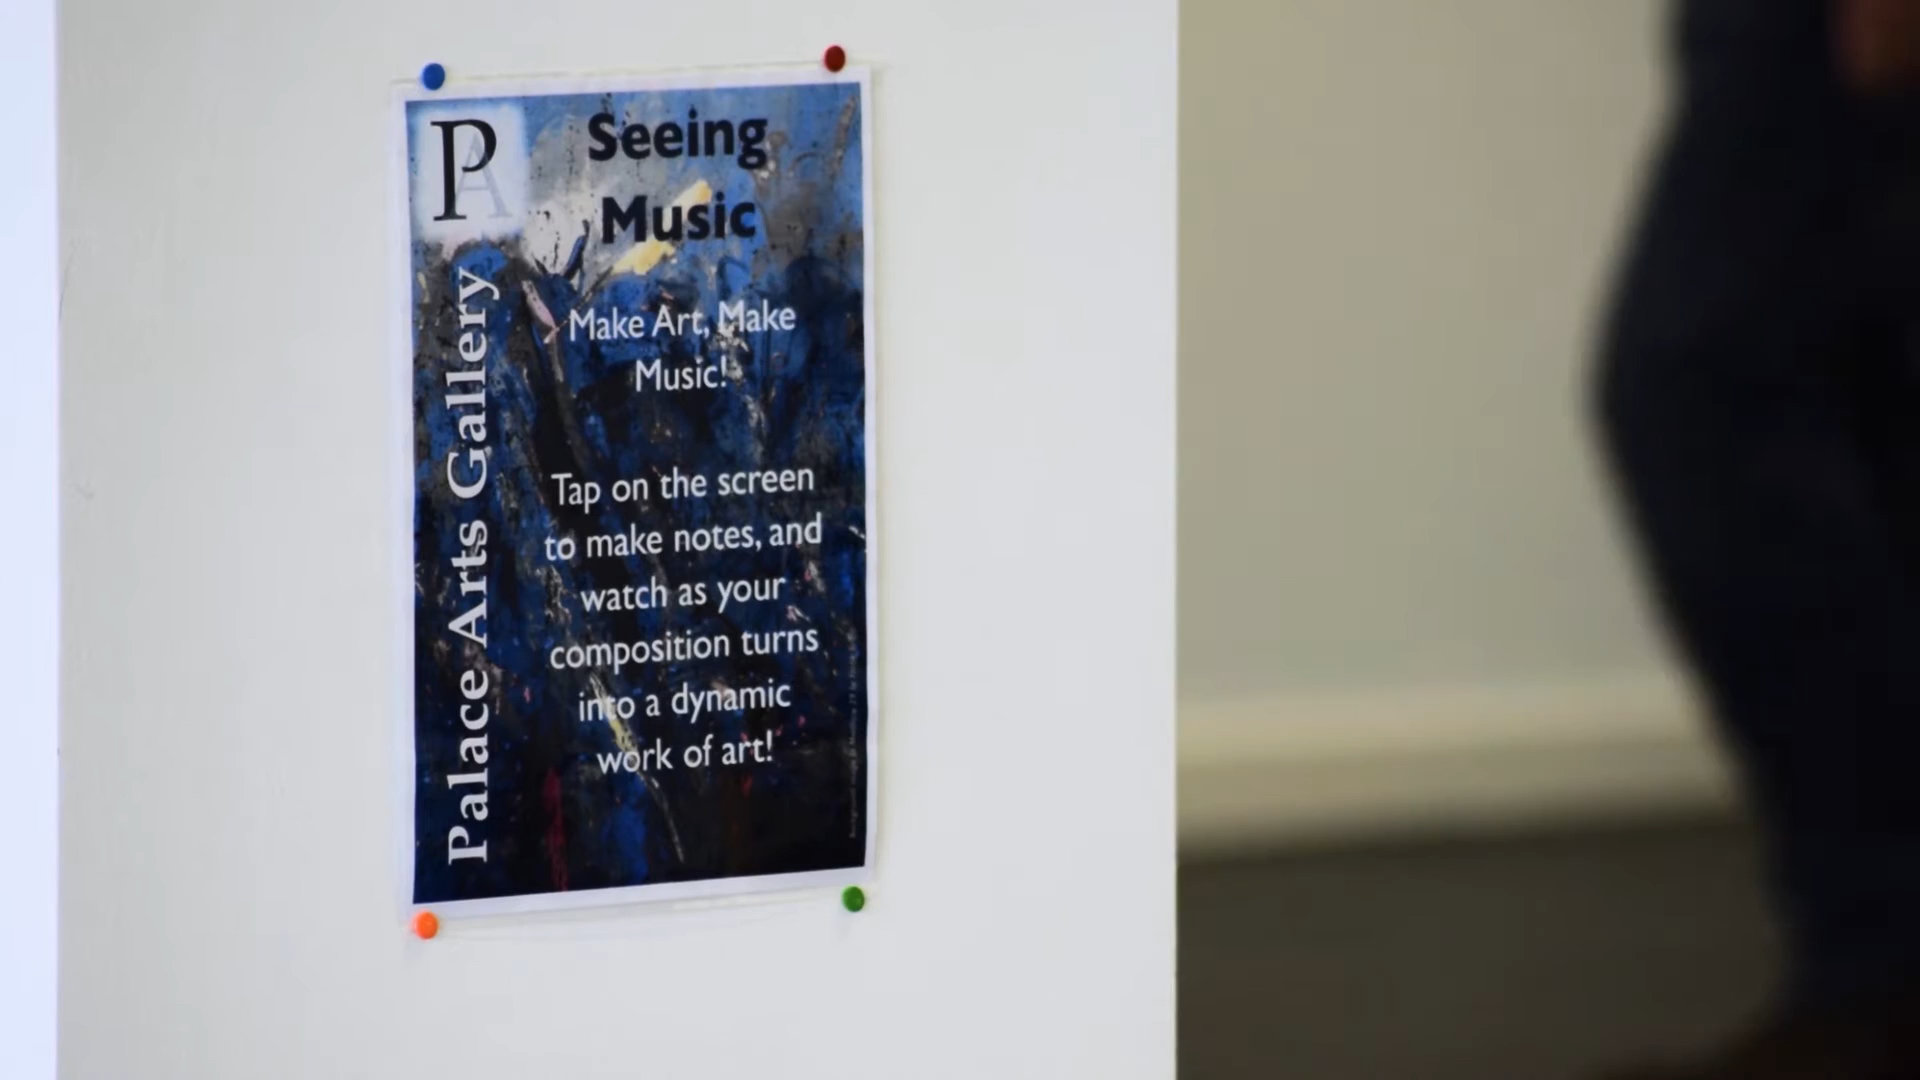 PA
Seeing
Music
Palace Arts Gallery
Make Art, Make
Music!
Tap on the screen
to make notes, and
watch as your
composition turns
into a dynamic
work of art!